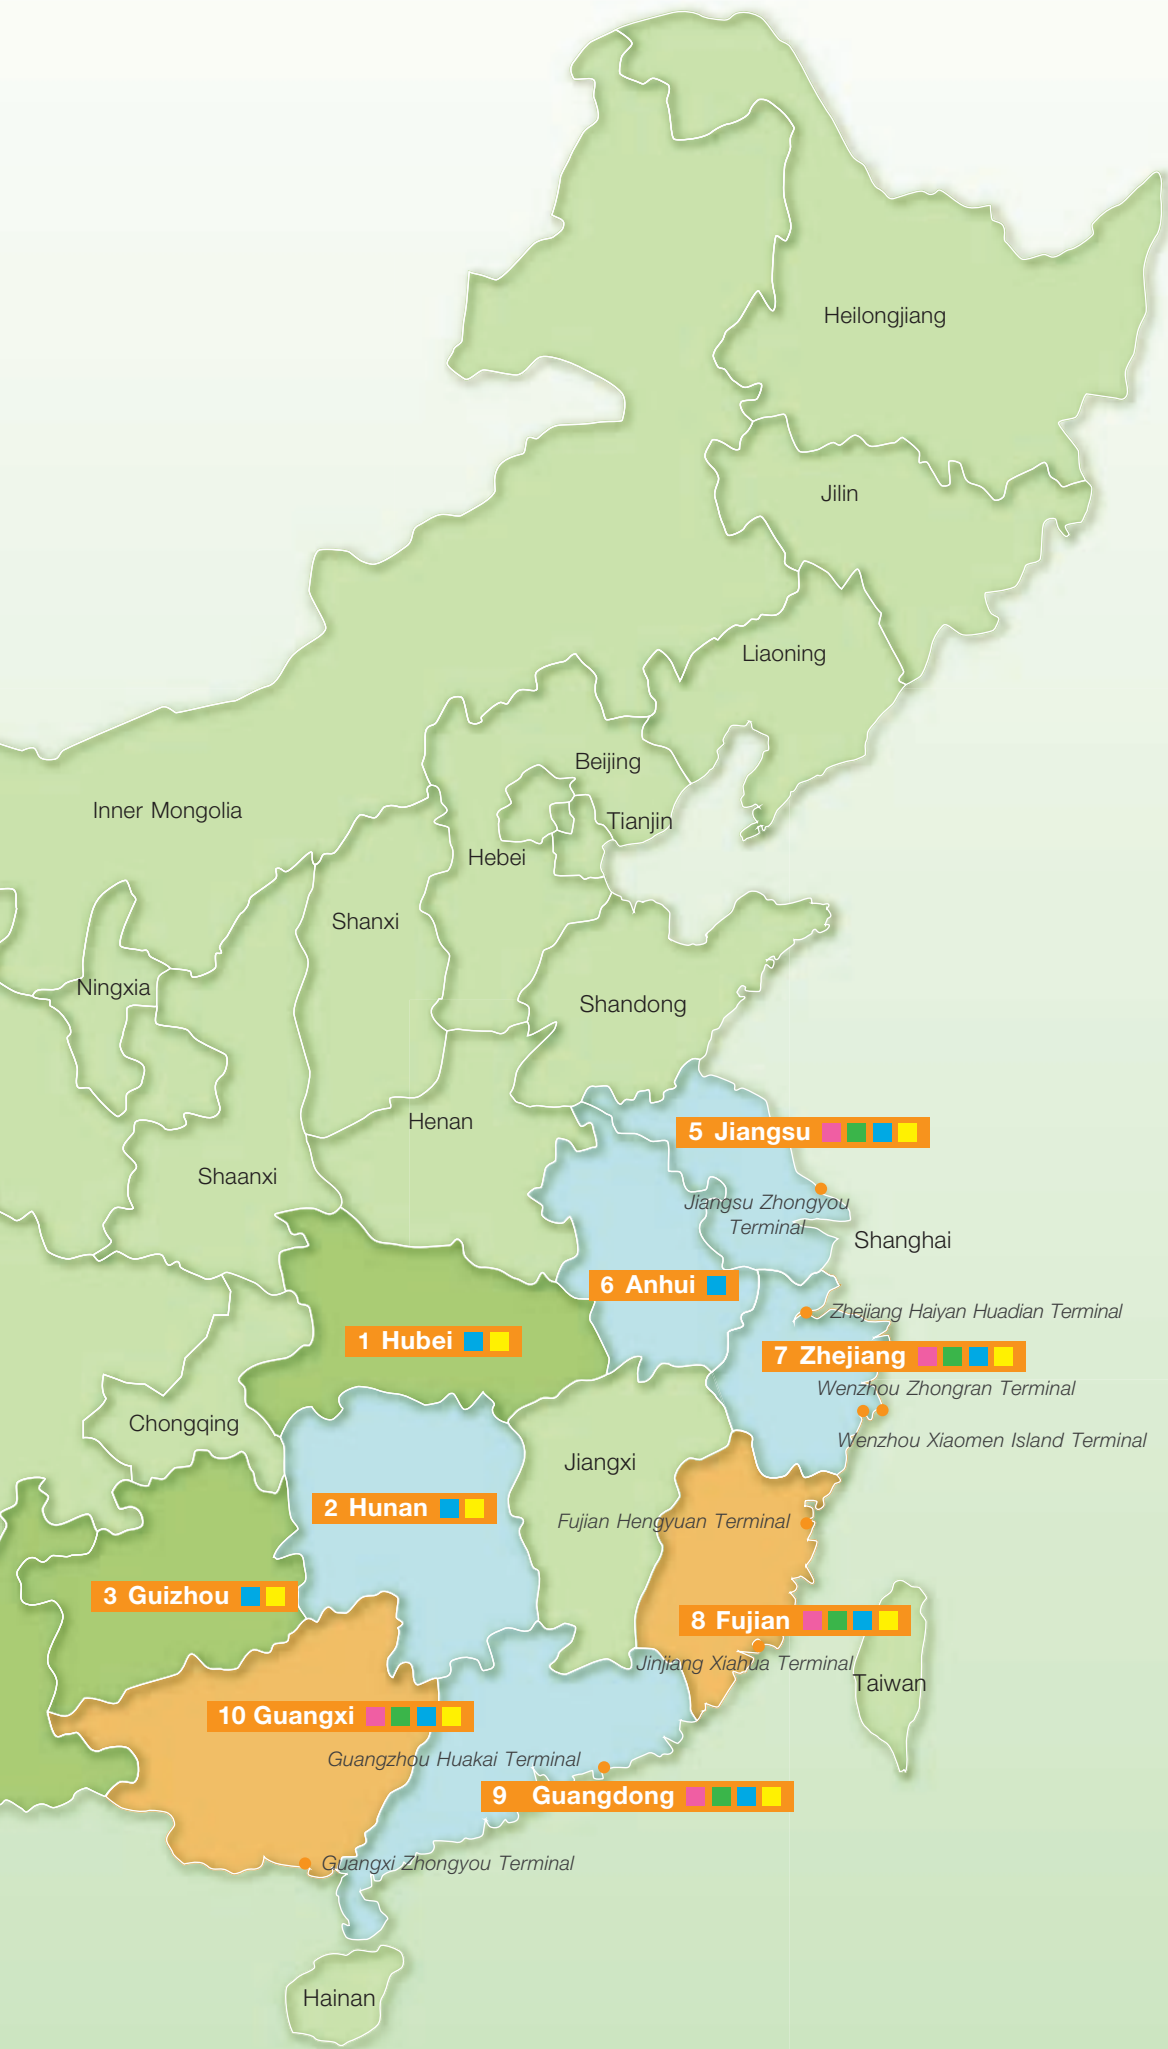 Heilongjiang
Jilin
Liaoning
Beijing
Inner Mongolia
Tianjin
Hebei
Shanxi
Ningxia
Shandong
Henan
5 Jiangsu
Shaanxi
Jiangsu Zhongyou
Terminal
Shanghai
6 Anhui
Zhejiang Haiyan Huadian Terminal
1 Hubei
7 Zhejiang
Wenzhou Zhongran Terminal
Chongqing
Wenzhou Xiaomen Island Terminal
Jiangxi
2 Hunan
Fujian Hengyuan Terminal
3 Guizhou
8 Fujian
Jinjiang Xiahua Terminal
Taiwan
10 Guangxi
Guangzhou Huakai Terminal
9 Guangdong
Guangxi Zhongyou Terminal
Hainan